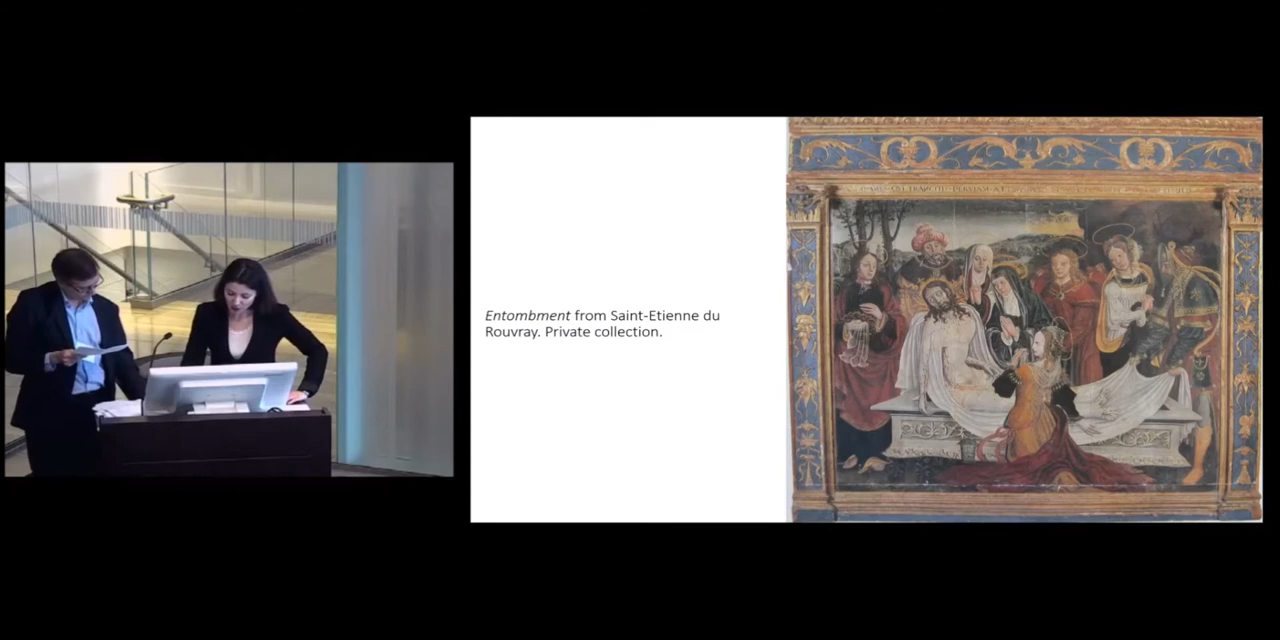 Entombment from Saint-Etienne du
Rouvray. Private collection.